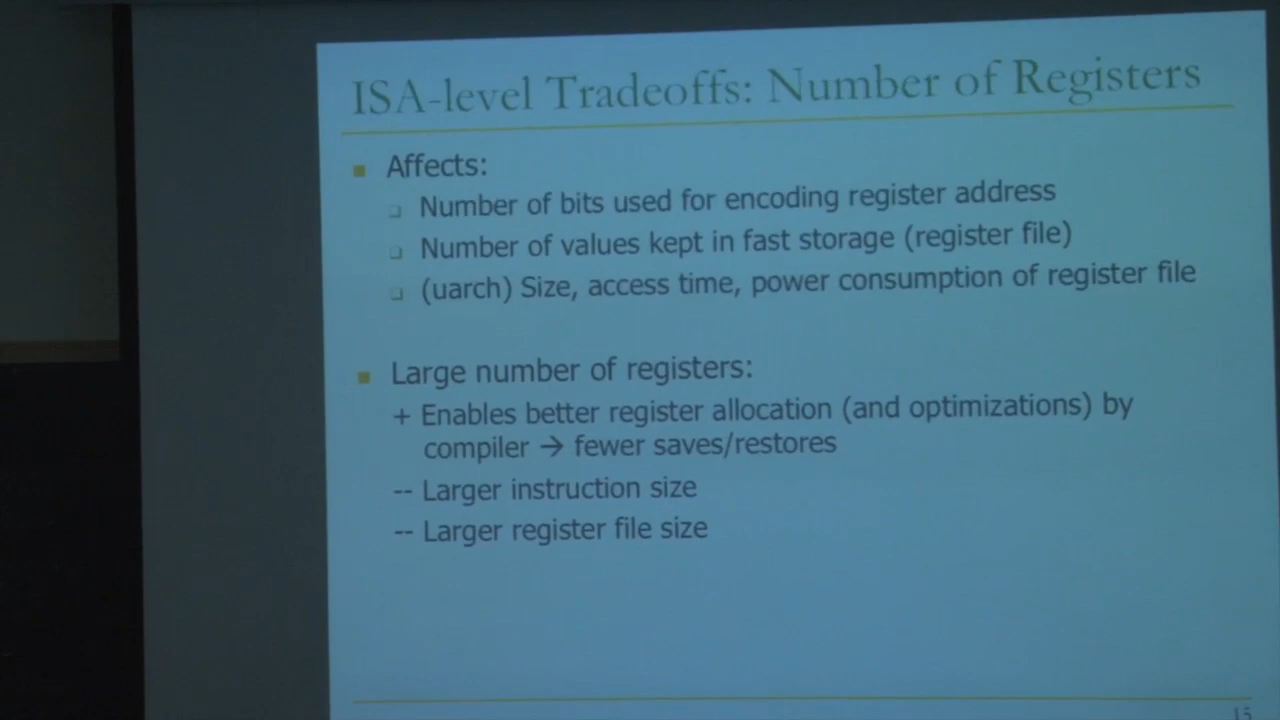 ISA-level Tradeoffs: Number of Registers
Affects:
Number of bits used for encoding register address
Number of values kept in fast storage (register file)
(uarch) Size, access time, power consumption of register file
Large number of registers:
+ Enables better register allocation (and optimizations) by
compiler → fewer saves/restores
-- Larger instruction size
-- Larger register file size
15